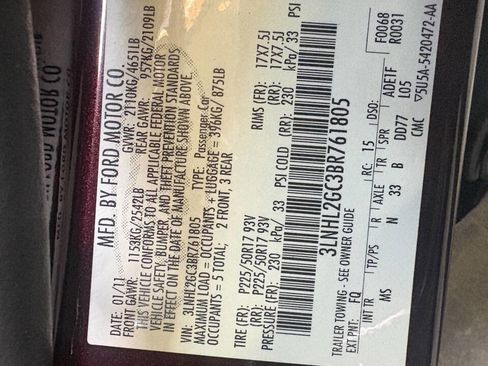 MFD. BY FORD MOTOR CO.
DATE: 01/11 GVWR: 2110KG/4651LB
FRONT GAWR: 1153KG/2542LB REAR GAWR: 957KG/2109LB
THIS VEHICLE CONFORMS TO ALL APPLICABLE FEDERAL MOTOR
VEHICLE SAFETY, BUMPER, AND THEFT PREVENTION STANDARDS
IN EFFECT ON THE DATE OF MANUFACTURE SHOWN ABOVE
VIN: 3LNHL2GC3BR761805 TYPE: Passenger Car
MAXIMUM LOAD = OCCUPANTS + LUGGAGE = 396KG/ 875LB
OCCUPANTS = 5 TOTAL; 2 FRONT, 3 REAR
TIRE (FR): P225/50R17 93V RIMS (FR): 17X7.5J
(RR): P225/50R17 93V (RR): 17X7.5J
PRESSURE (FR): 230 kPa/ 33 PSI COLD (RR): 230 kPa/ 33 PSI
3LNHL2GC3BR761805
TRAILER TOWING - SEE OWNER GUIDE
F0068
R0031
EXT PNT: FQ RC: 15 DSO:
INT TR TP/PS R AXLE TR SPR
MS N 33 B DD77 L05
CMC ▽5U5A-5420472-AA